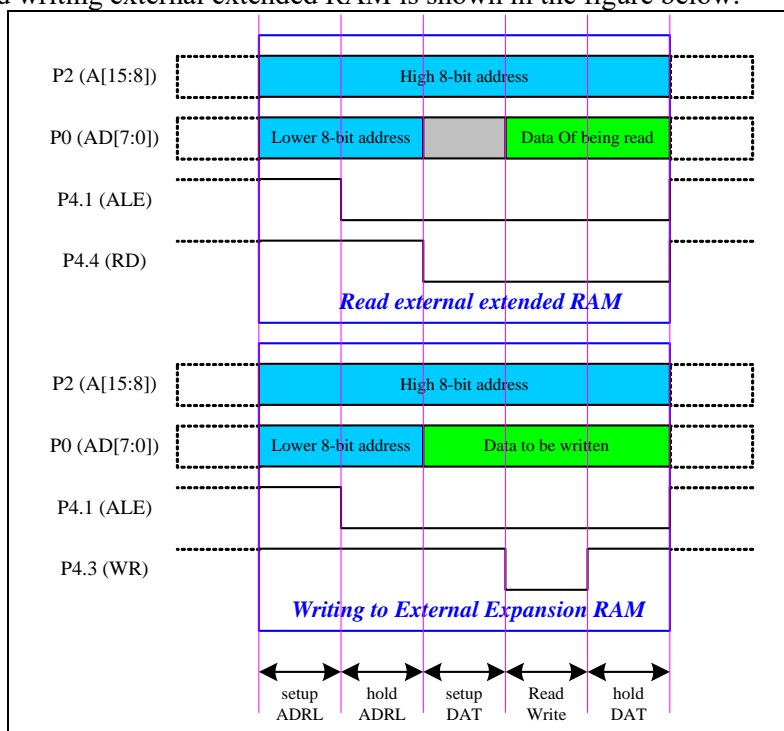 d writing external extended RAM is shown in the figure below.
P2 (A[15:8])
High 8-bit address
P0 (AD[7:0])
Lower 8-bit address
Data Of being read
P4.1 (ALE)
P4.4 (RD)
Read external extended RAM
P2 (A[15:8])
High 8-bit address
P0 (AD[7:0])
Lower 8-bit address
Data to be written
P4.1 (ALE)
P4.3 (WR)
Writing to External Expansion RAM
setup
ADRL
hold
ADRL
setup
DAT
Read
Write
hold
DAT